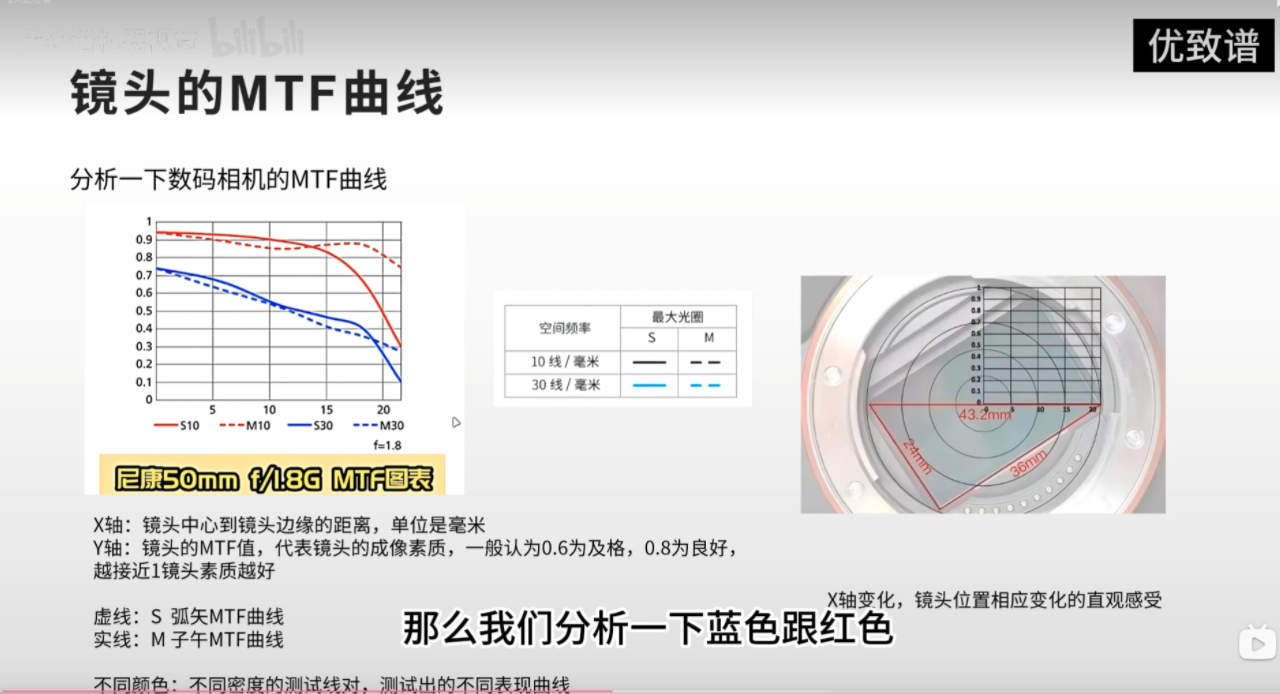 bilibili
优致谱
镜头的MTF曲线
分析一下数码相机的MTF曲线
1
0.9
0.8
0.7
0.6
0.5
0.4
0.3
0.2
0.1
0
5 10 15 20
S10 M10 S30 M30
f=1.8
尼康50mm f/1.8G MTF图表
空间频率 最大光圈
S M
10 线 / 毫米
30 线 / 毫米
1
0.9
0.8
0.7
0.6
0.5
0.4
0.3
0.2
0.1
0
0 5 10 15 20
43.2mm
24mm
36mm
X轴：镜头中心到镜头边缘的距离，单位是毫米
Y轴：镜头的MTF值，代表镜头的成像素质，一般认为0.6为及格，0.8为良好，
越接近1镜头素质越好
X轴变化，镜头位置相应变化的直观感受
虚线：S 弧矢MTF曲线
实线：M 子午MTF曲线
那么我们分析一下蓝色跟红色
不同颜色：不同密度的测试线对，测试出的不同表现曲线